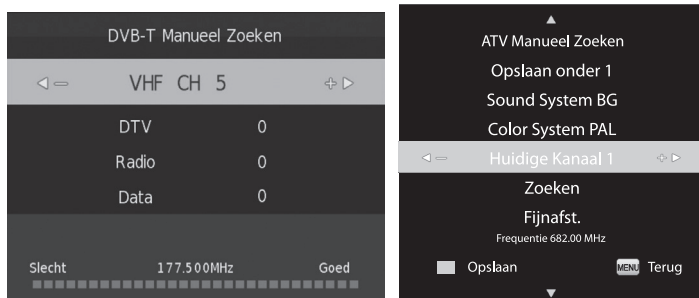 DVB-T Manueel Zoeken
VHF CH 5
DTV 0
Radio 0
Data 0
Slecht 177.500MHz Goed
ATV Manueel Zoeken
Opslaan onder 1
Sound System BG
Color System PAL
Huidige Kanaal 1
Zoeken
Fijnafst.
Frequentie 682.00 MHz
Opslaan MENU Terug